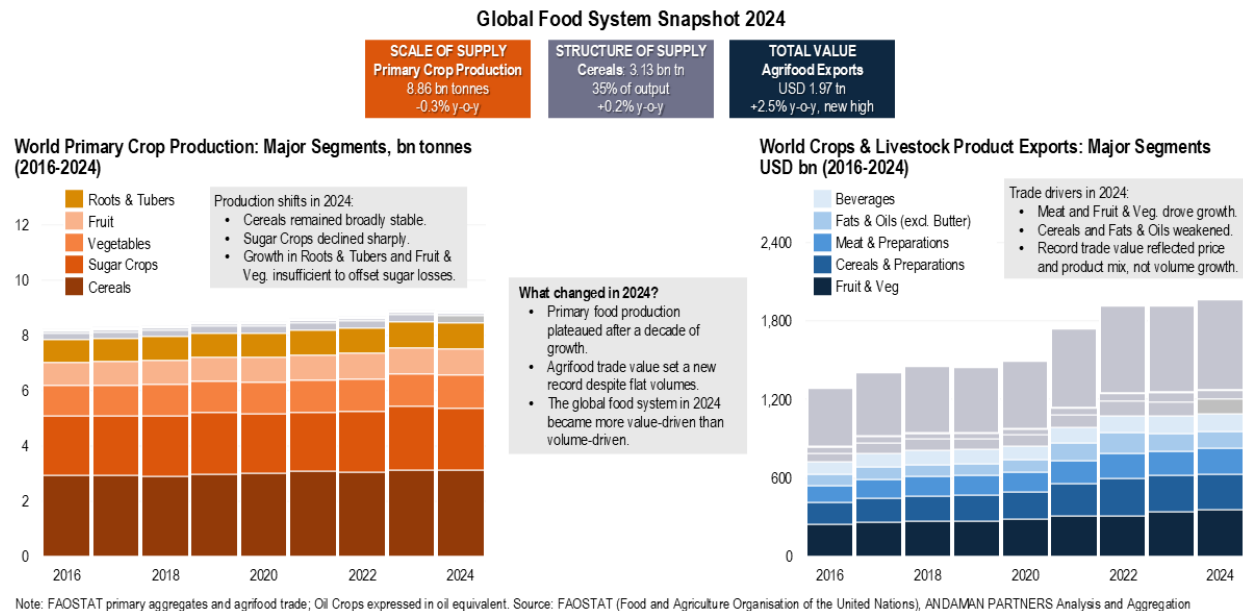 Global Food System Snapshot 2024
SCALE OF SUPPLY
Primary Crop Production
8.86 bn tonnes
-0.3% y-o-y
STRUCTURE OF SUPPLY
Cereals: 3.13 bn tn
35% of output
+0.2% y-o-y
TOTAL VALUE
Agrifood Exports
USD 1.97 tn
+2.5% y-o-y, new high
World Primary Crop Production: Major Segments, bn tonnes
(2016-2024)
Roots & Tubers
Fruit
Vegetables
Sugar Crops
Cereals
Production shifts in 2024:
• Cereals remained broadly stable.
• Sugar Crops declined sharply.
• Growth in Roots & Tubers and Fruit &
Veg. insufficient to offset sugar losses.
12
10
8
6
4
2
0
2016
2018
2020
2022
2024
What changed in 2024?
• Primary food production
plateaued after a decade of
growth.
• Agrifood trade value set a new
record despite flat volumes.
• The global food system in 2024
became more value-driven than
volume-driven.
World Crops & Livestock Product Exports: Major Segments
USD bn (2016-2024)
Beverages
Fats & Oils (excl. Butter)
Meat & Preparations
Cereals & Preparations
Fruit & Veg
Trade drivers in 2024:
• Meat and Fruit & Veg. drove growth.
• Cereals and Fats & Oils weakened.
• Record trade value reflected price
and product mix, not volume growth.
2,400
1,800
1,200
600
0
2016
2018
2020
2022
2024
Note: FAOSTAT primary aggregates and agrifood trade; Oil Crops expressed in oil equivalent. Source: FAOSTAT (Food and Agriculture Organisation of the United Nations), ANDAMAN PARTNERS Analysis and Aggregation